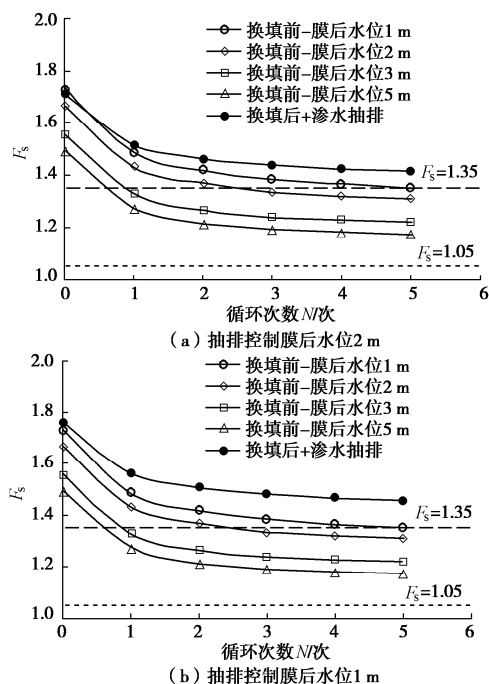 2.0
换填前-膜后水位1 m
换填前-膜后水位2 m
1.8
换填前-膜后水位3 m
换填前-膜后水位5 m
换填后+渗水抽排
1.6
Fs
1.4
Fs=1.35
1.2
Fs=1.05
1.0
0 1 2 3 4 5 6
循环次数N/次
(a)抽排控制膜后水位2 m
2.0
换填前-膜后水位1 m
换填前-膜后水位2 m
1.8
换填前-膜后水位3 m
换填前-膜后水位5 m
换填后+渗水抽排
1.6
Fs
1.4
Fs=1.35
1.2
Fs=1.05
1.0
0 1 2 3 4 5 6
循环次数N/次
(b)抽排控制膜后水位1 m